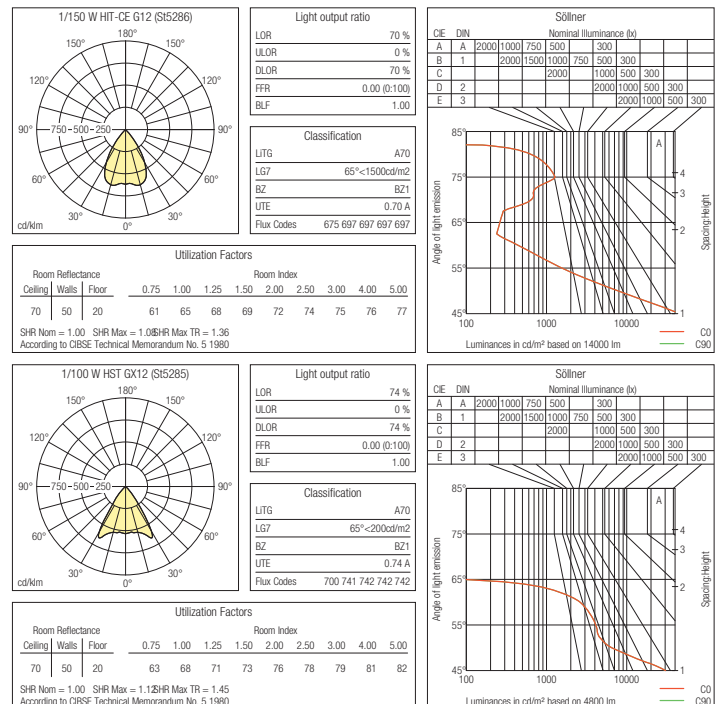 1/150 W HIT-CE G12 (St5286)
180°
150° 150°
120° 120°
90° 750 500 250 90°
60° 60°
30° 30°
cd/klm 0°
Light output ratio
LOR 70 %
ULOR 0 %
DLOR 70 %
FFR 0.00 (0:100)
BLF 1.00
Classification
LiTG A70
LG7 65°<1500cd/m2
BZ BZ1
UTE 0.70 A
Flux Codes 675 697 697 697 697
Utilization Factors
Room Reflectance Room Index
Ceiling Walls Floor 0.75 1.00 1.25 1.50 2.00 2.50 3.00 4.00 5.00
70 50 20 61 65 68 69 72 74 75 76 77
SHR Nom = 1.00 SHR Max = 1.08SHR Max TR = 1.36
According to CIBSE Technical Memorandum No. 5 1980
Söllner
CIE DIN Nominal Illuminance (lx)
A A 2000 1000 750 500 300
B 1 2000 1500 1000 750 500 300
C 2000 1000 500 300
D 2 2000 1000 500 300
E 3 2000 1000 500 300
85°
A
75° 4
3
65° 2
55°
45° 1
Angle of light emission
Spacing:Height
100 1000 10000
C0
Luminances in cd/m² based on 14000 lm C90
1/100 W HST GX12 (St5285)
180°
150° 150°
120° 120°
90° 750 500 250 90°
60° 60°
30° 30°
cd/klm 0°
Light output ratio
LOR 74 %
ULOR 0 %
DLOR 74 %
FFR 0.00 (0:100)
BLF 1.00
Classification
LiTG A70
LG7 65°<200cd/m2
BZ BZ1
UTE 0.74 A
Flux Codes 700 741 742 742 742
Utilization Factors
Room Reflectance Room Index
Ceiling Walls Floor 0.75 1.00 1.25 1.50 2.00 2.50 3.00 4.00 5.00
70 50 20 63 68 71 73 76 78 79 81 82
SHR Nom = 1.00 SHR Max = 1.12SHR Max TR = 1.45
According to CIBSE Technical Memorandum No. 5 1980
Söllner
CIE DIN Nominal Illuminance (lx)
A A 2000 1000 750 500 300
B 1 2000 1500 1000 750 500 300
C 2000 1000 500 300
D 2 2000 1000 500 300
E 3 2000 1000 500 300
85°
A
75° 4
3
65° 2
55°
45° 1
Angle of light emission
Spacing:Height
100 1000 10000
C0
Luminances in cd/m² based on 4800 lm C90